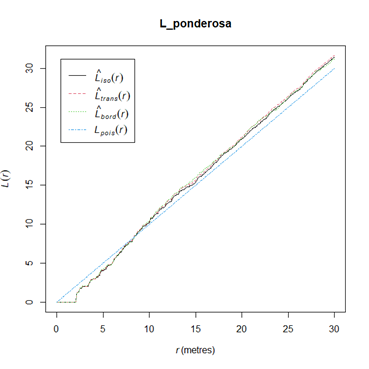 L_ponderosa
L̂iso(r)
L̂trans(r)
L̂bord(r)
Lpois(r)
L(r)
30
25
20
15
10
5
0
0 5 10 15 20 25 30
r (metres)